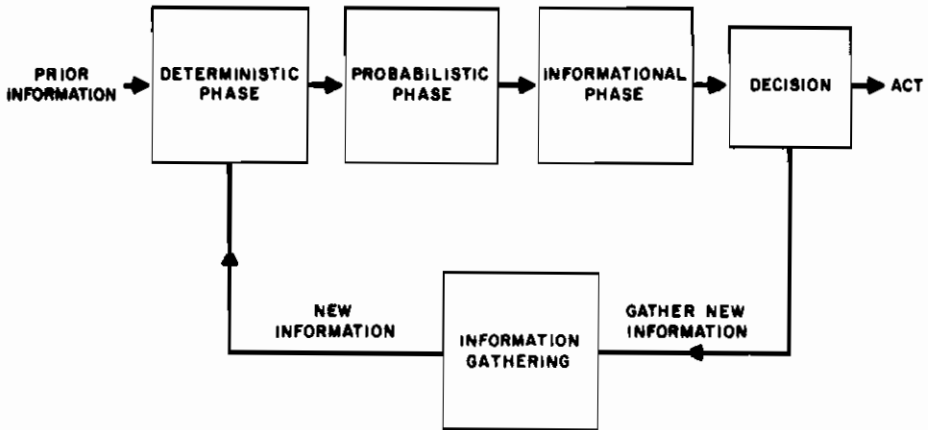 PRIOR
INFORMATION
DETERMINISTIC
PHASE
PROBABILISTIC
PHASE
INFORMATIONAL
PHASE
DECISION
ACT
NEW
INFORMATION
INFORMATION
GATHERING
GATHER NEW
INFORMATION